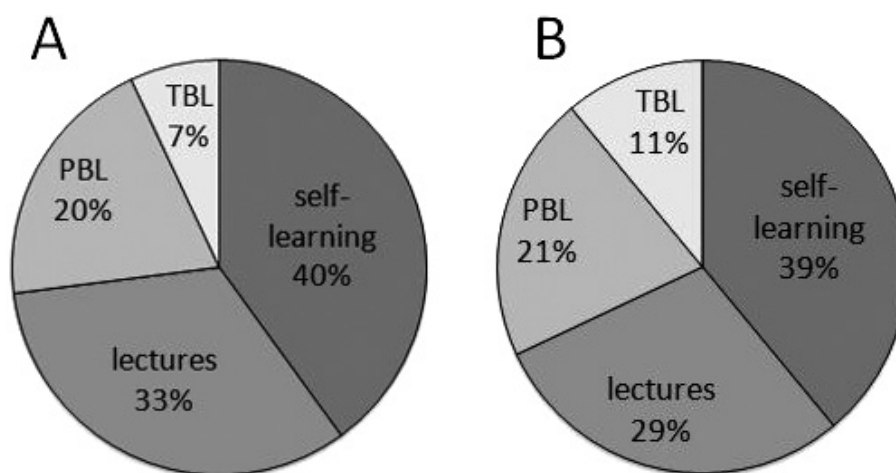 A
TBL
7%
PBL
20%
self-
learning
40%
lectures
33%
B
TBL
11%
PBL
21%
self-
learning
39%
lectures
29%